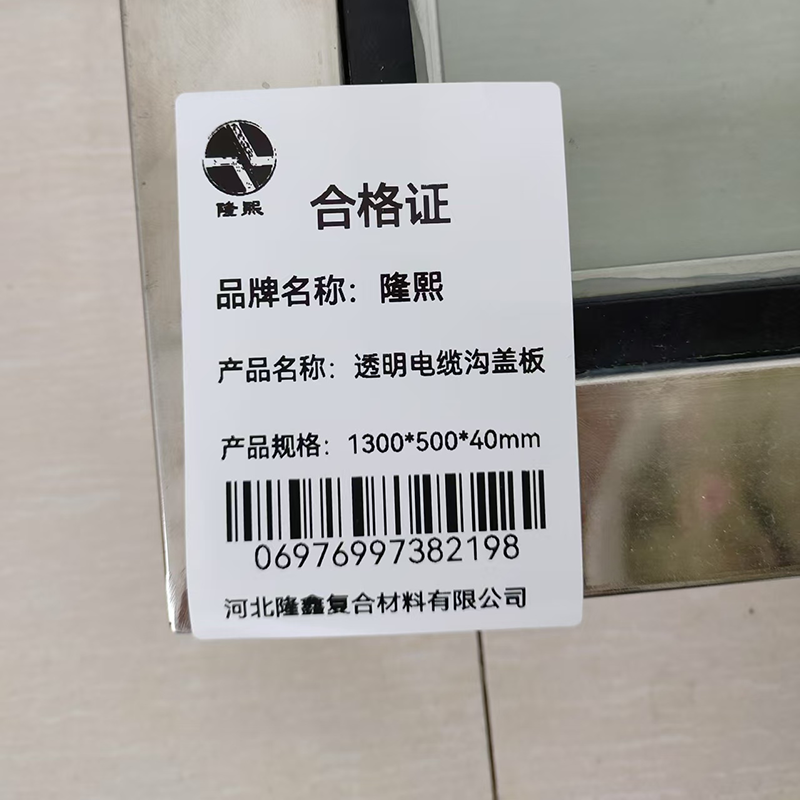 隆熙
合格证
品牌名称：隆熙
产品名称：透明电缆沟盖板
产品规格：1300*500*40mm
06976997382198
河北隆鑫复合材料有限公司